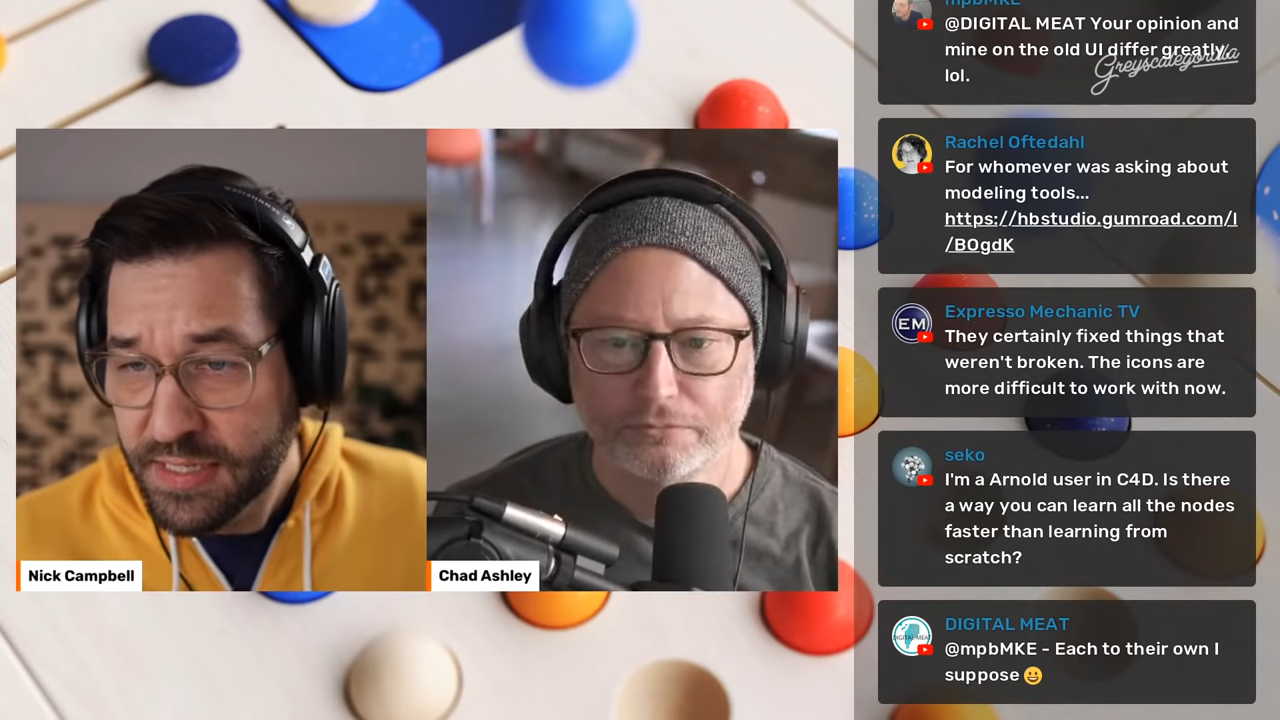 mpbMKE
@DIGITAL MEAT Your opinion and
mine on the old UI differ greatly
lol.
Greyscalegorilla
Rachel Oftedahl
For whomever was asking about
modeling tools...
https://hbstudio.gumroad.com/l
/BOgdK
EM
Expresso Mechanic TV
They certainly fixed things that
weren't broken. The icons are
more difficult to work with now.
seko
I'm a Arnold user in C4D. Is there
a way you can learn all the nodes
faster than learning from
scratch?
DIGITAL MEAT
DIGITAL MEAT
@mpbMKE - Each to their own I
suppose 😀
Nick Campbell
Chad Ashley